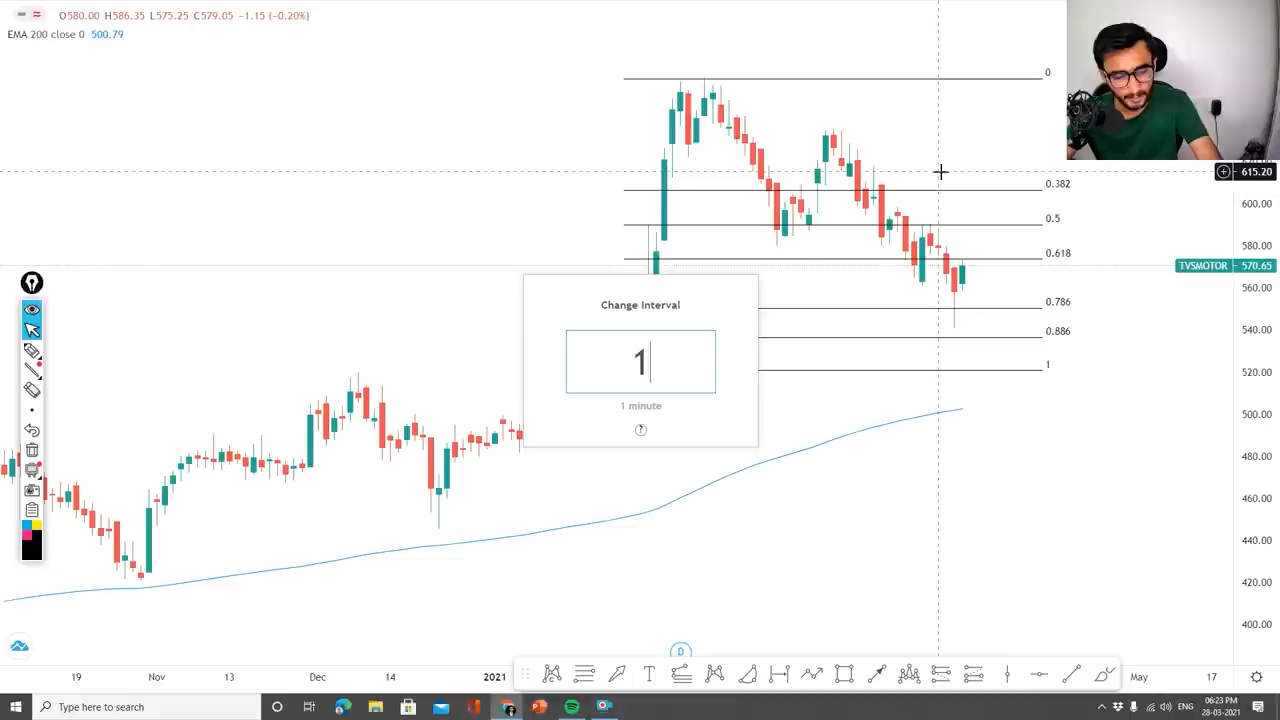 O580.00 H586.35 L575.25 C579.05 −1.15 (−0.20%)
EMA 200 close 0 500.79
0
615.20
0.382
600.00
0.5
580.00
0.618
TVSMOTOR 570.65
560.00
0.786
540.00
0.886
520.00
1
500.00
480.00
460.00
440.00
420.00
400.00
Change Interval
1
1 minute
?
D
19 Nov 13 Dec 14 2021 May 17
T
Type here to search
ENG
06:23 PM
28-03-2021